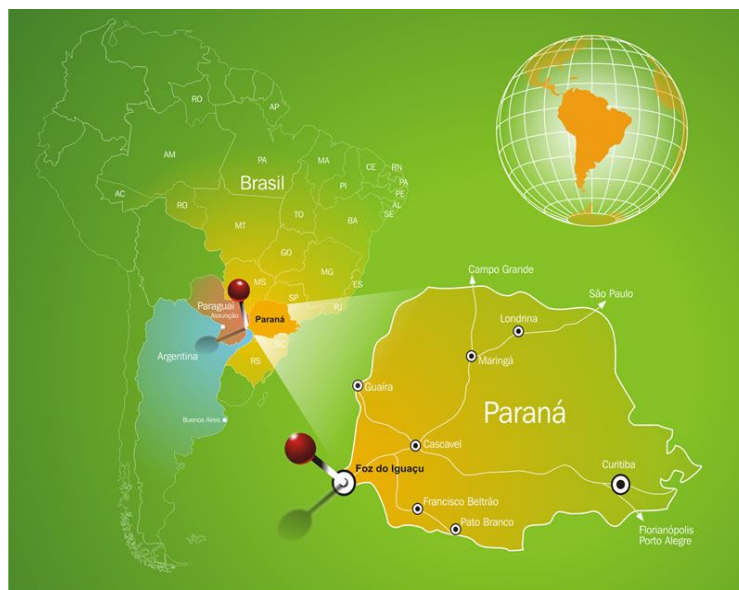 RO
AP
AM
PA
MA
CE
RN
Brasil
PI
PA
PE
AC
AL
RO
TO
BA
SE
MT
GO
MG
MS
ES
SP
RJ
Paraguai
Assunção
Paraná
SC
Argentina
RS
Buenos Aires
Campo Grande
São Paulo
Londrina
Maringá
Guaíra
Paraná
Cascavel
Foz do Iguaçu
Curitiba
Francisco Beltrão
Pato Branco
Florianópolis
Porto Alegre